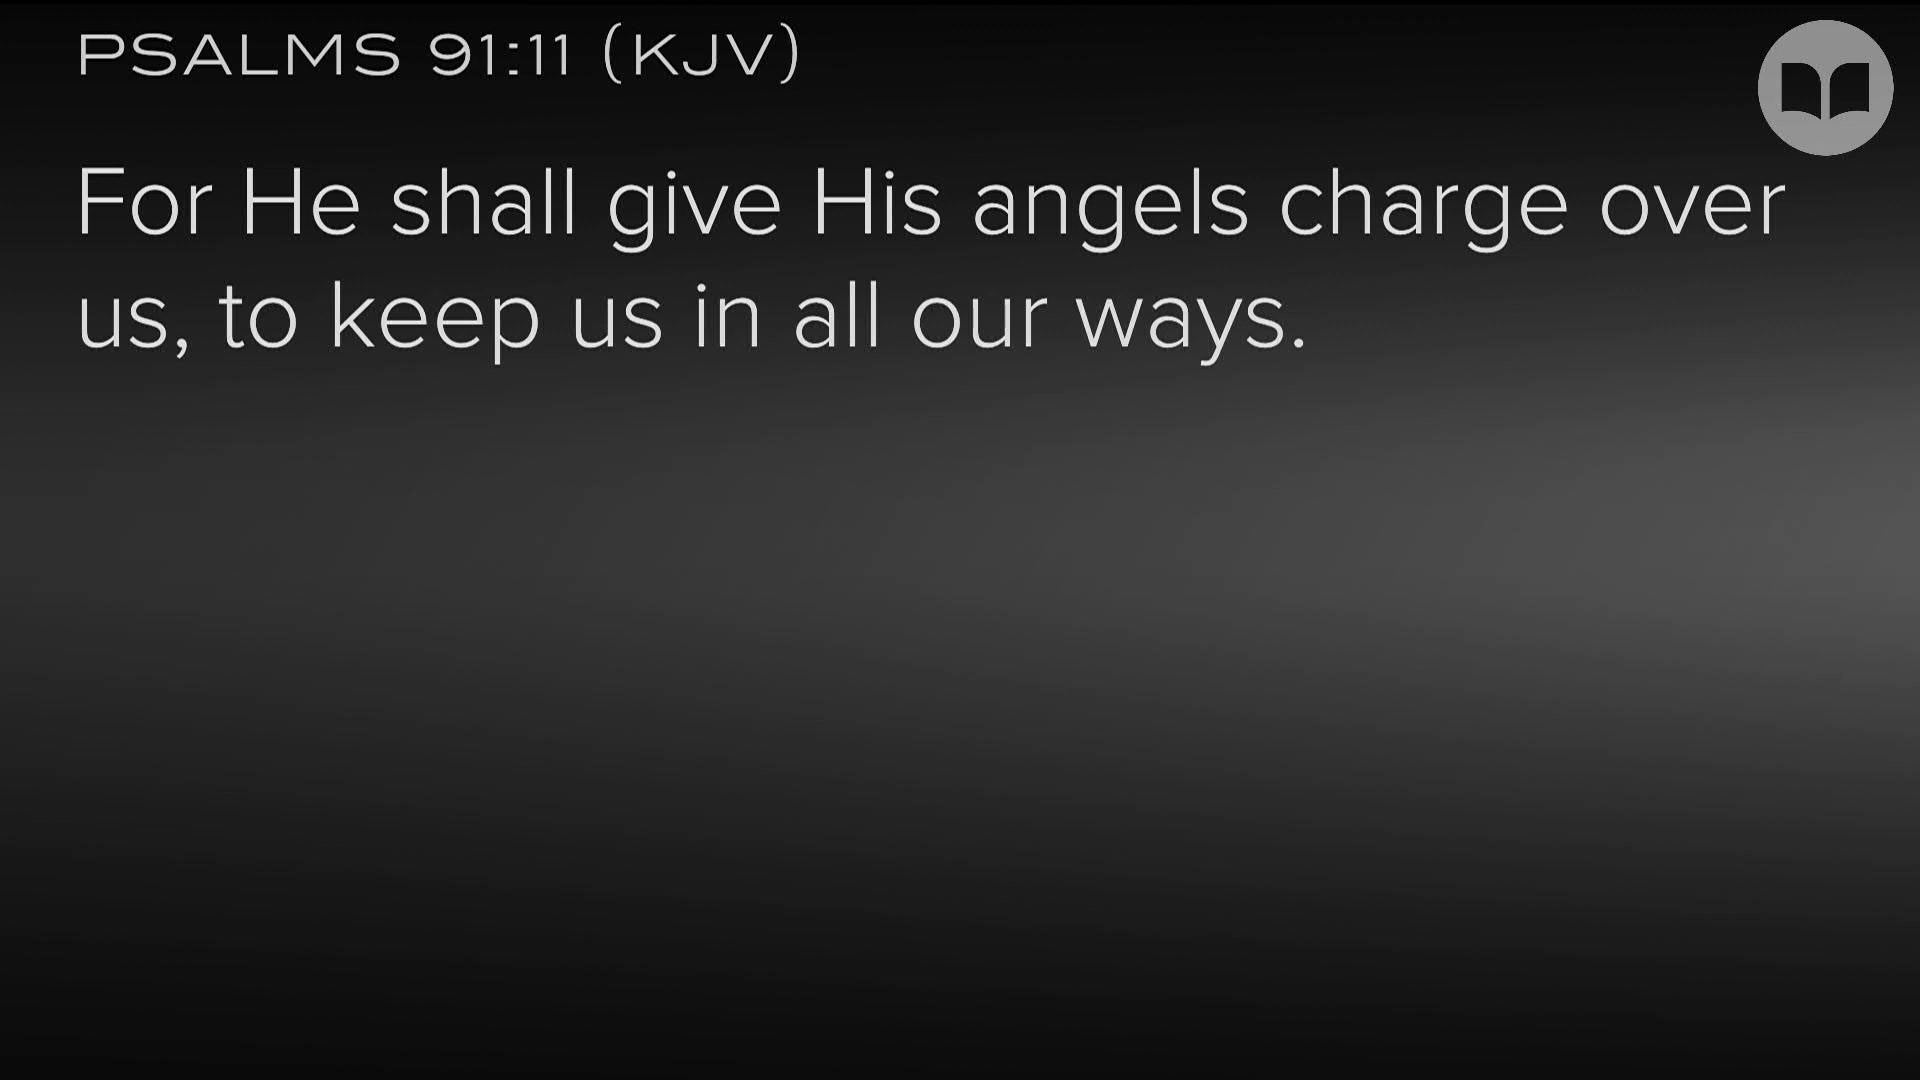 PSALMS 91:11 (KJV)
For He shall give His angels charge over
us, to keep us in all our ways.